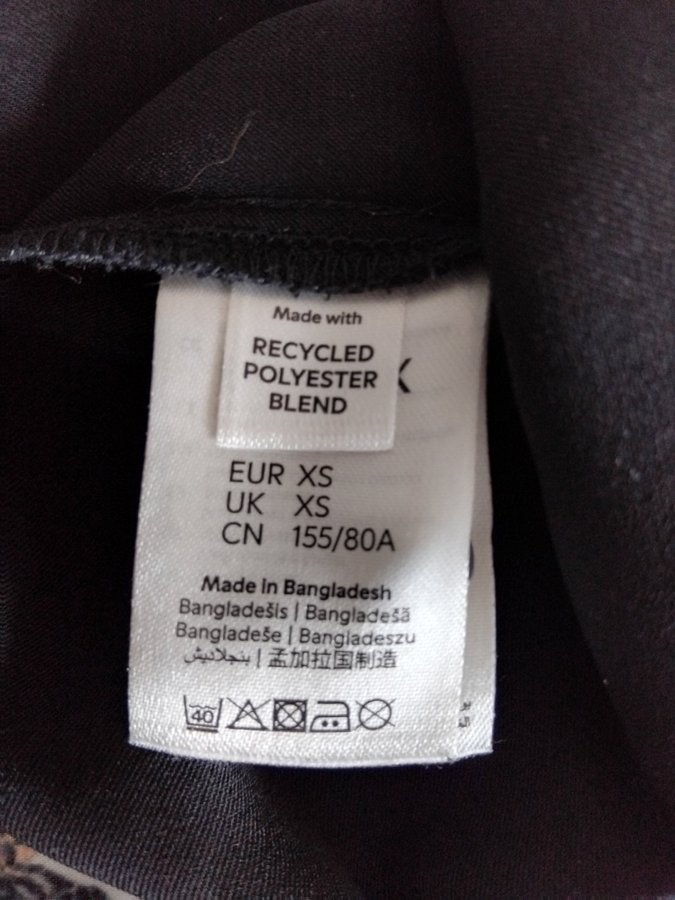 Made with
RECYCLED
POLYESTER
BLEND
K
EUR XS
UK XS
CN 155/80A
Made in Bangladesh
Bangladešis | Bangladešā
Bangladeše | Bangladeszu
بنجلاديش | 孟加拉国制造
40